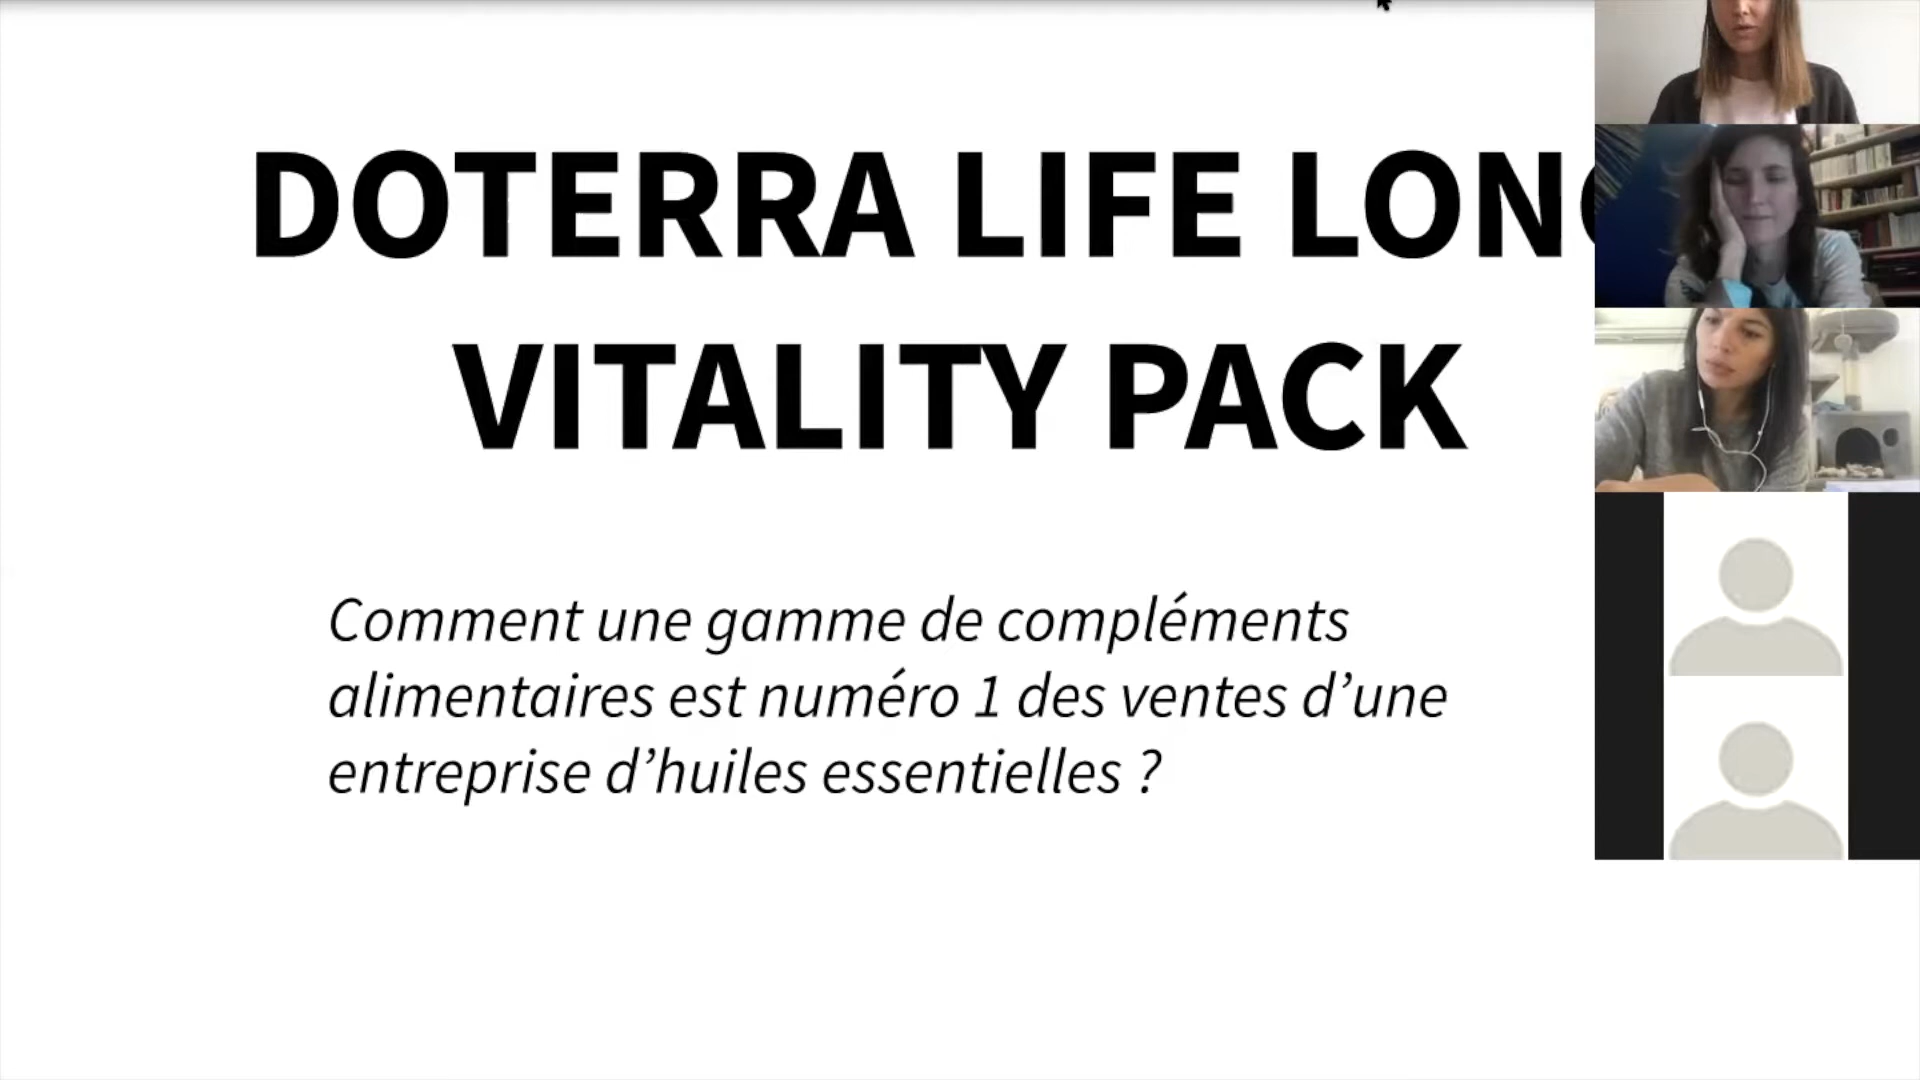 DOTERRA LIFE LONG
VITALITY PACK
Comment une gamme de compléments
alimentaires est numéro 1 des ventes d’une
entreprise d’huiles essentielles ?